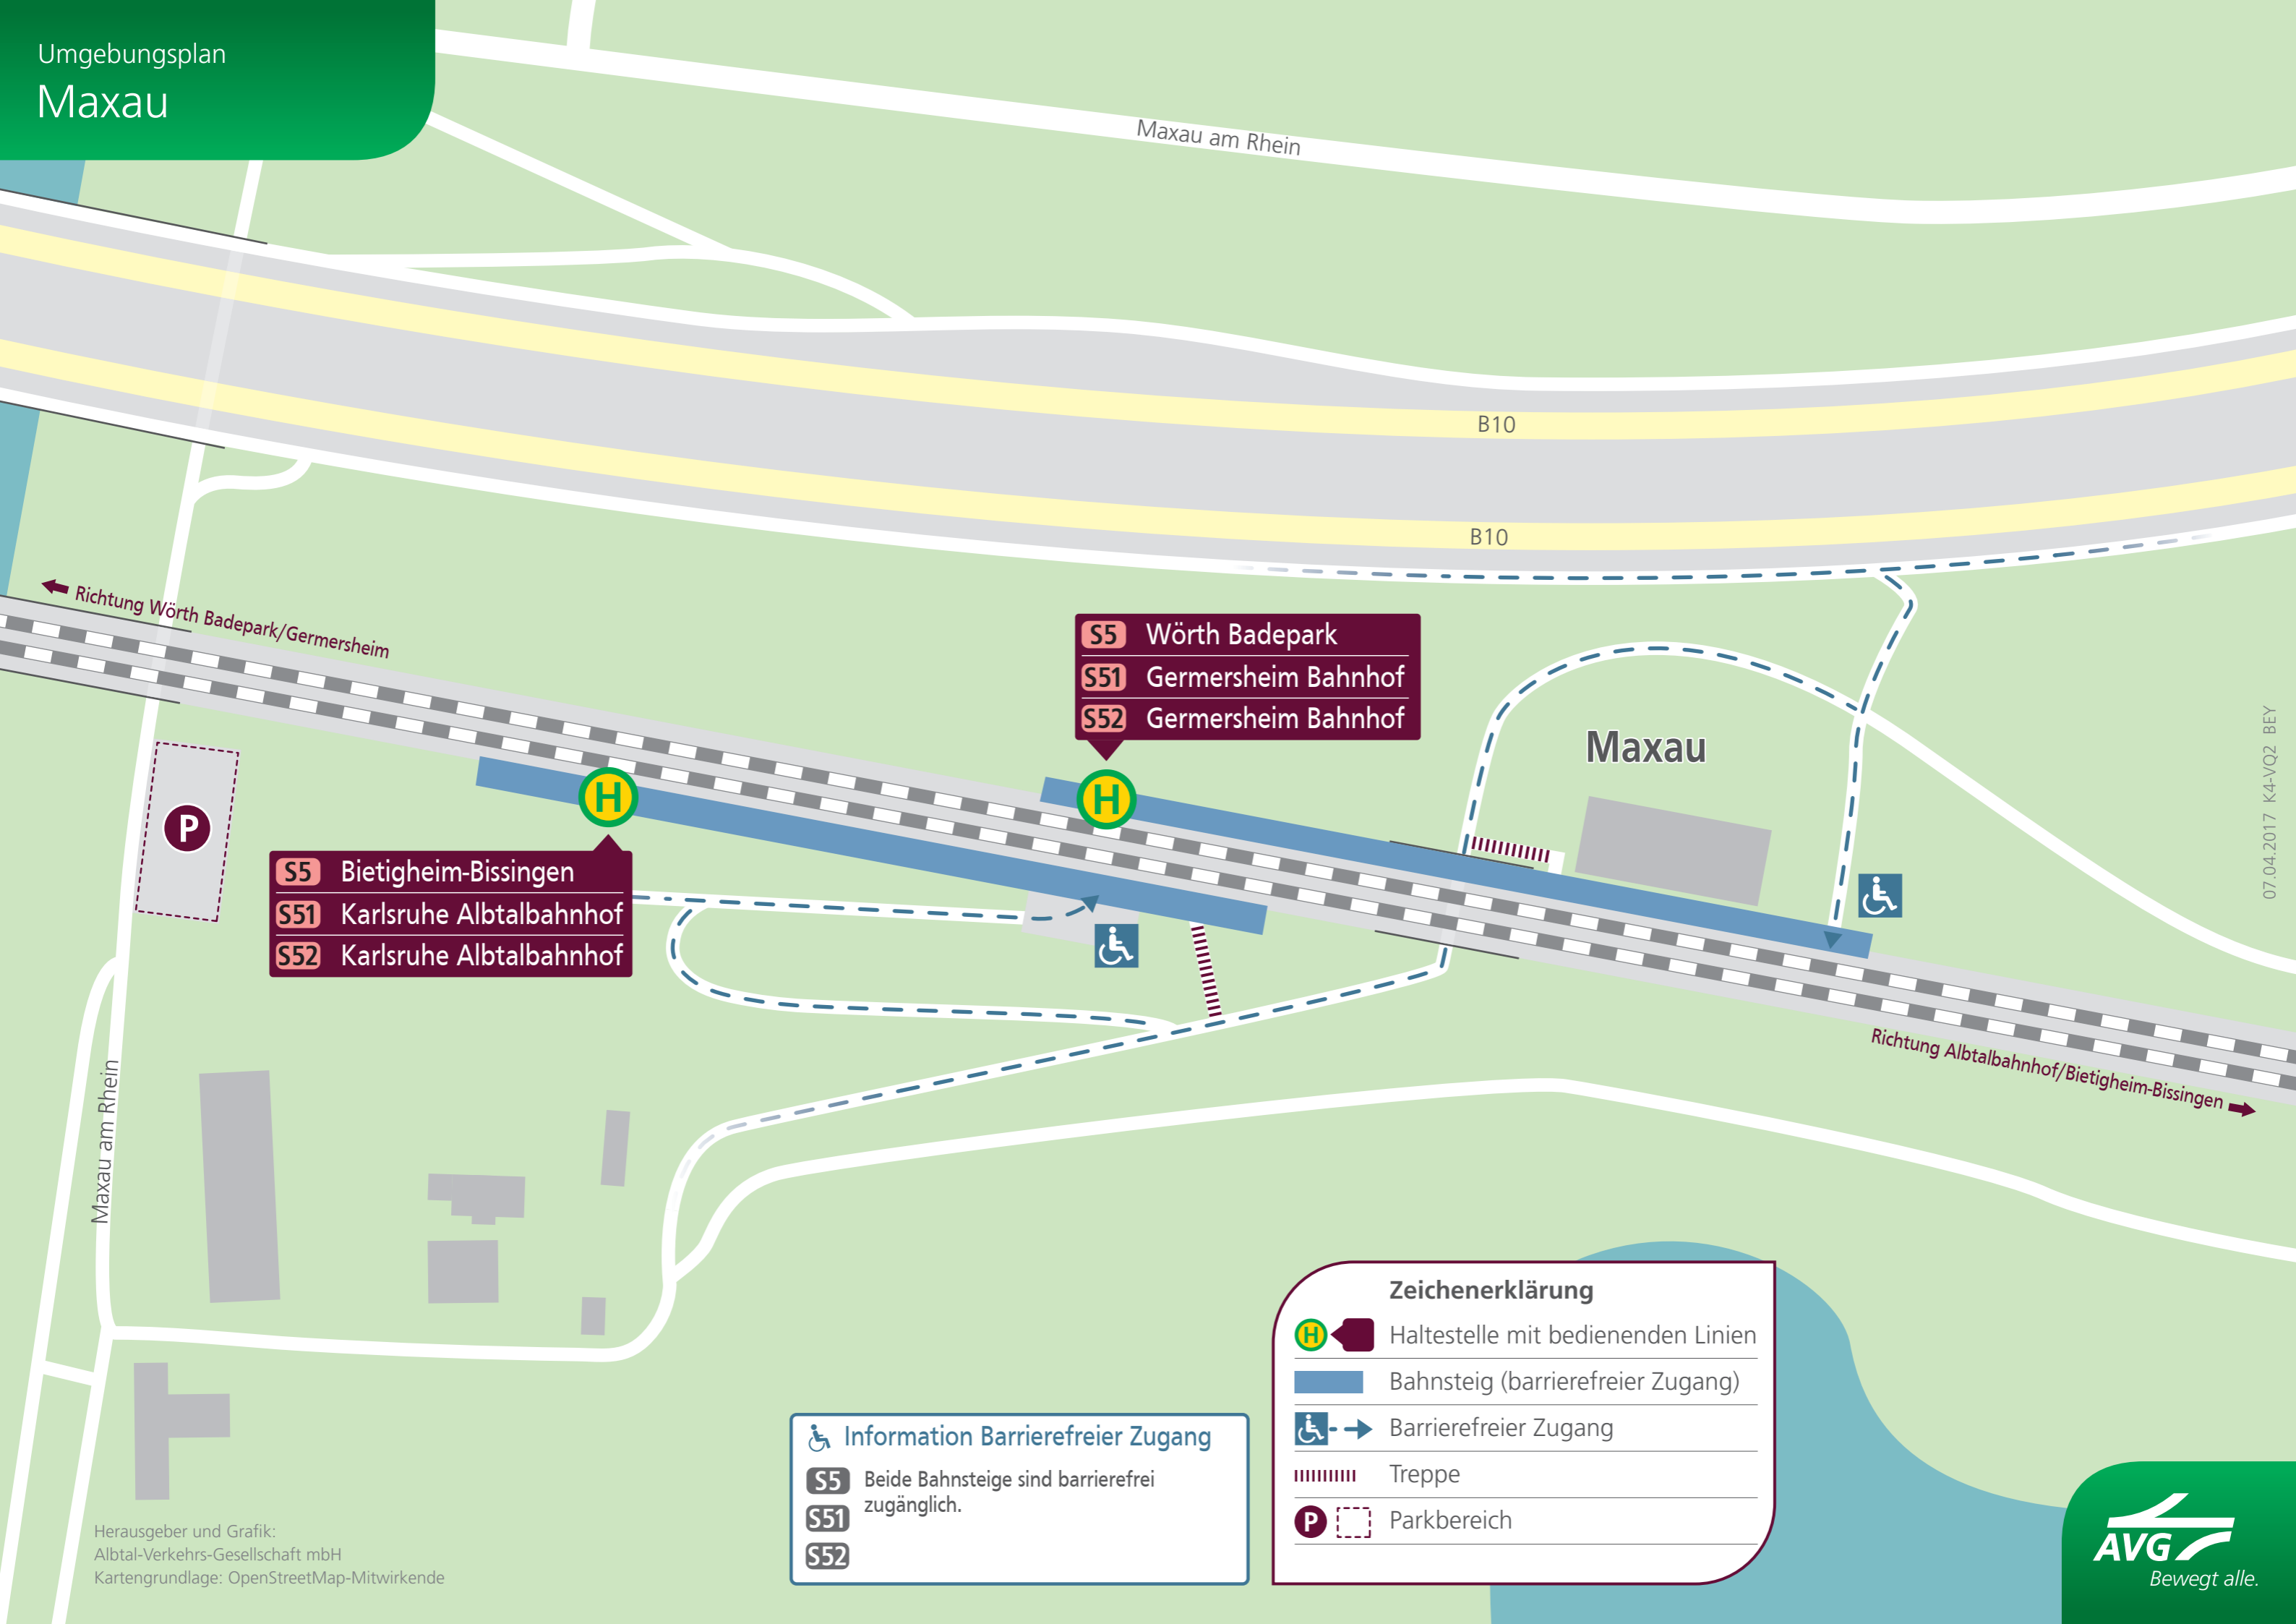 Umgebungsplan
Maxau
Maxau am Rhein
B10
B10
Richtung Wörth Badepark/Germersheim
S5 Wörth Badepark
S51 Germersheim Bahnhof
S52 Germersheim Bahnhof
H
H
Maxau
P
S5 Bietigheim-Bissingen
S51 Karlsruhe Albtalbahnhof
S52 Karlsruhe Albtalbahnhof
07.04.2017 K4-VQ2 BEY
Richtung Albtalbahnhof/Bietigheim-Bissingen
Maxau am Rhein
Zeichenerklärung
H Haltestelle mit bedienenden Linien
Bahnsteig (barrierefreier Zugang)
Barrierefreier Zugang
Treppe
P Parkbereich
Information Barrierefreier Zugang
S5 Beide Bahnsteige sind barrierefrei
zugänglich.
S51
S52
Herausgeber und Grafik:
Albtal-Verkehrs-Gesellschaft mbH
Kartengrundlage: OpenStreetMap-Mitwirkende
AVG
Bewegt alle.